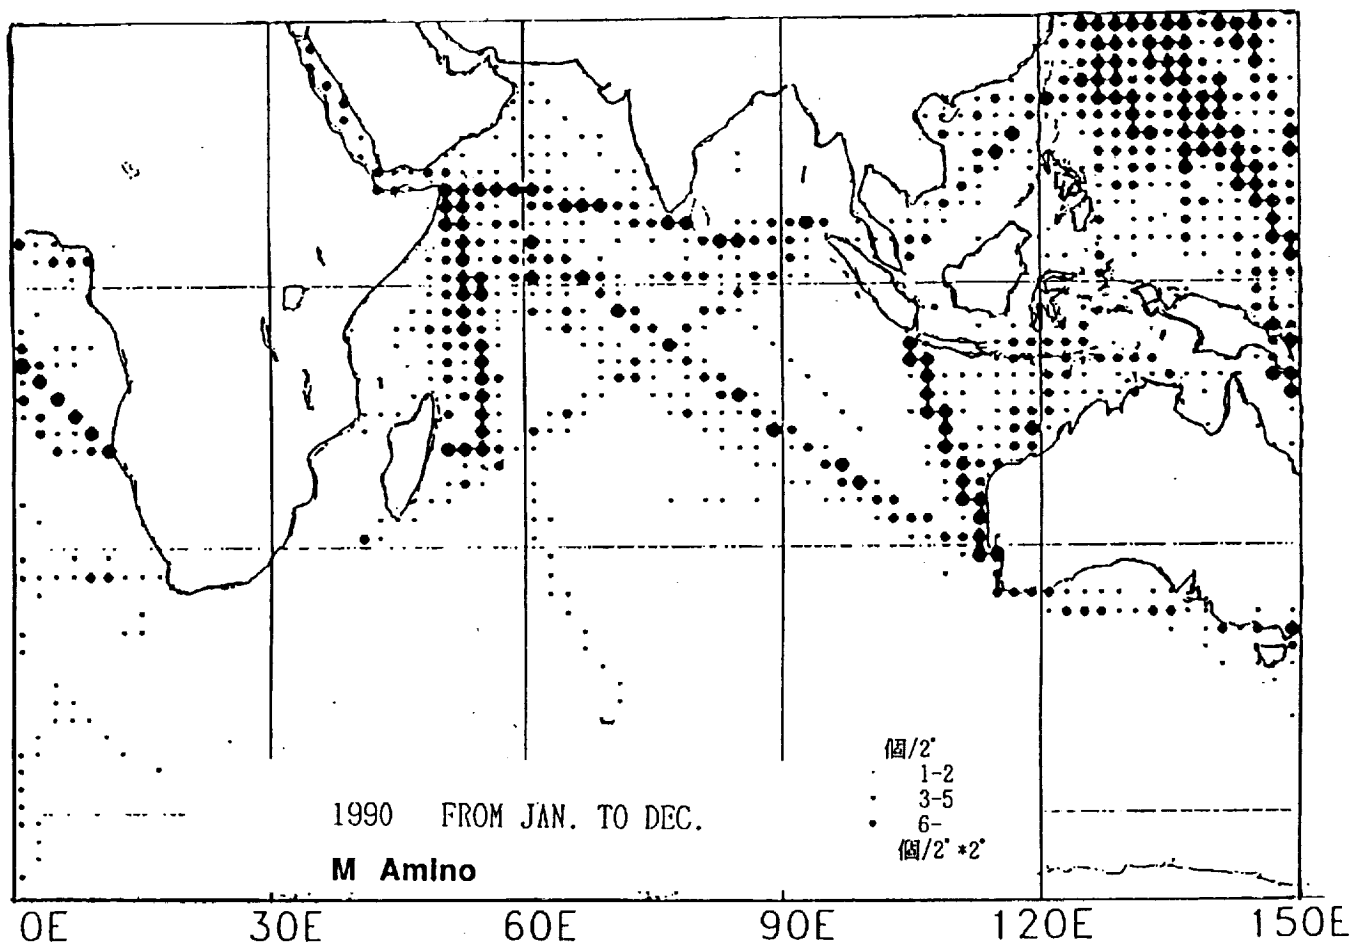 個/2°
1-2
3-5
6-
個/2°*2°
1990 FROM JAN. TO DEC.
M Amino
0E 30E 60E 90E 120E 150E